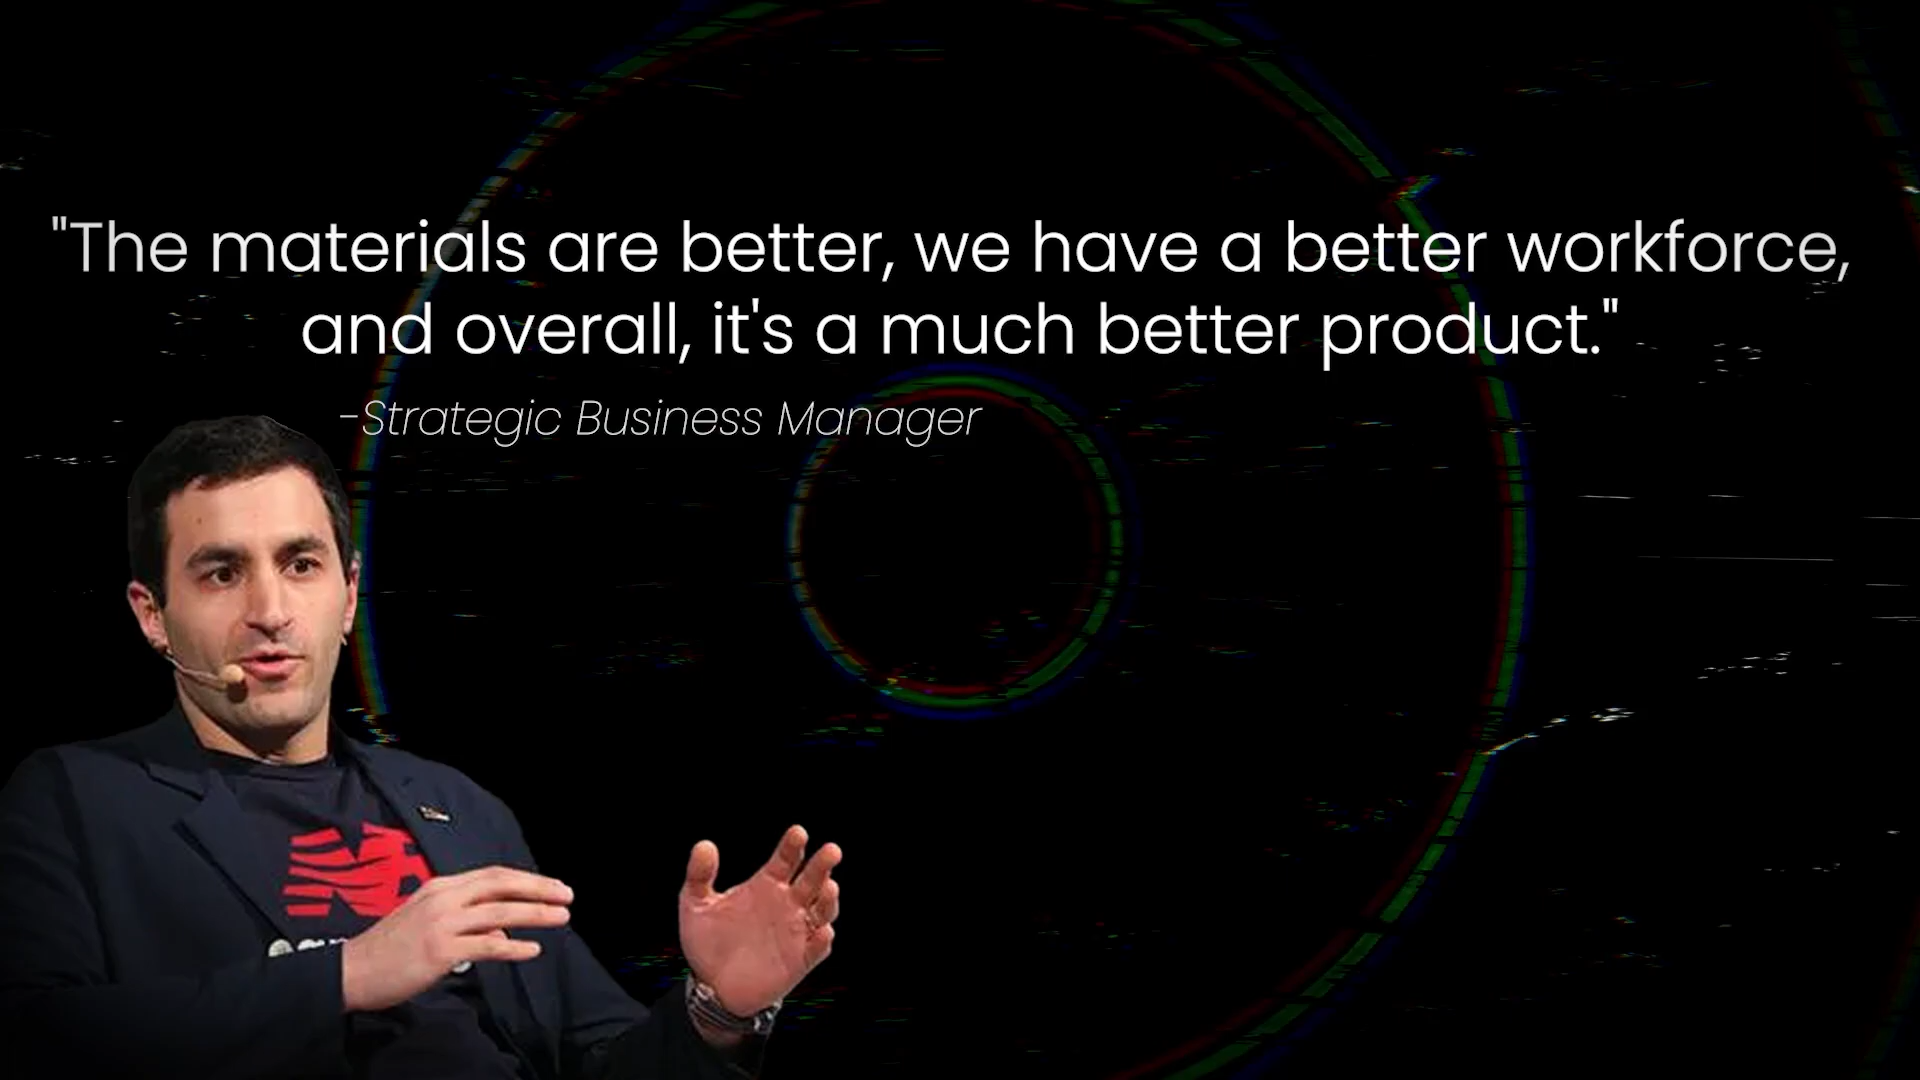 "The materials are better, we have a better workforce,
and overall, it's a much better product."
-Strategic Business Manager